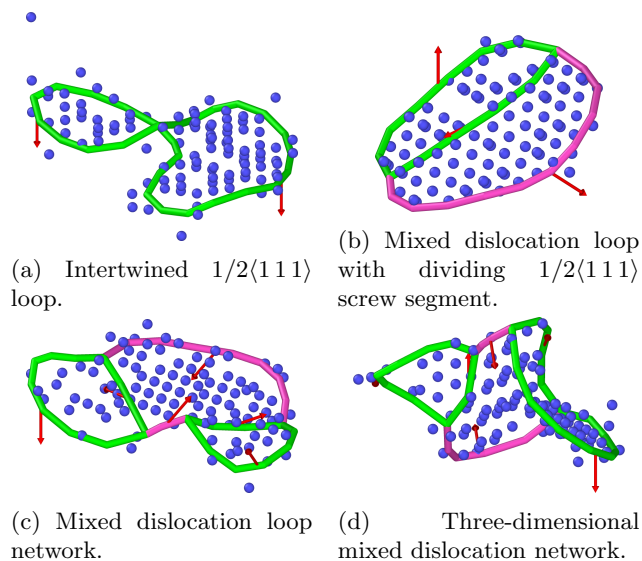 (a) Intertwined 1/2⟨1 1 1⟩
loop.
(b) Mixed dislocation loop
with dividing 1/2⟨1 1 1⟩
screw segment.
(c) Mixed dislocation loop
network.
(d) Three-dimensional
mixed dislocation network.